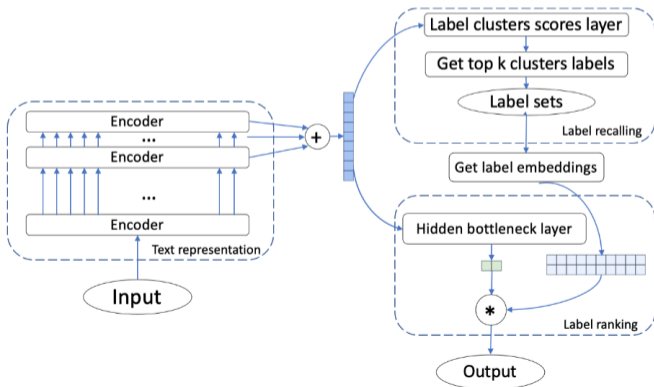 Label clusters scores layer
Get top k clusters labels
Label sets
Label recalling
Encoder
...
Encoder
...
Encoder
Text representation
Input
+
Get label embeddings
Hidden bottleneck layer
*
Label ranking
Output